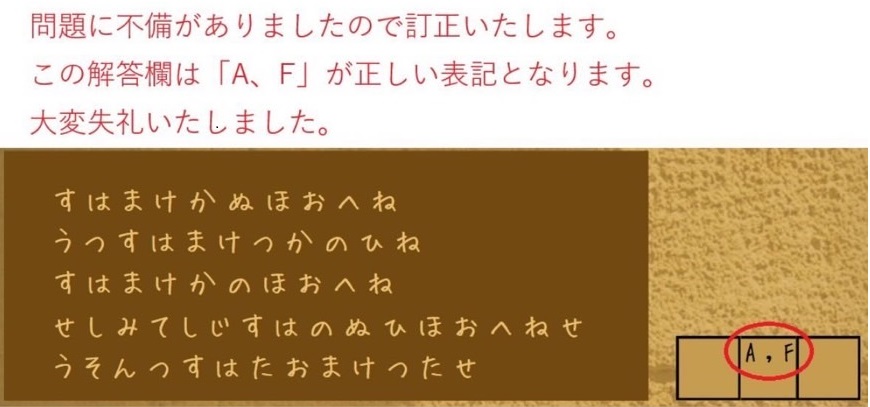 問題に不備がありましたので訂正いたします。
この解答欄は「A、F」が正しい表記となります。
大変失礼いたしました。
すはまけかぬほおへね
うつすはまけつかのひね
すはまけかのほおへね
せしみてしじすはのぬひほおへねせ
うそんつすはたおまけつたせ
A,F